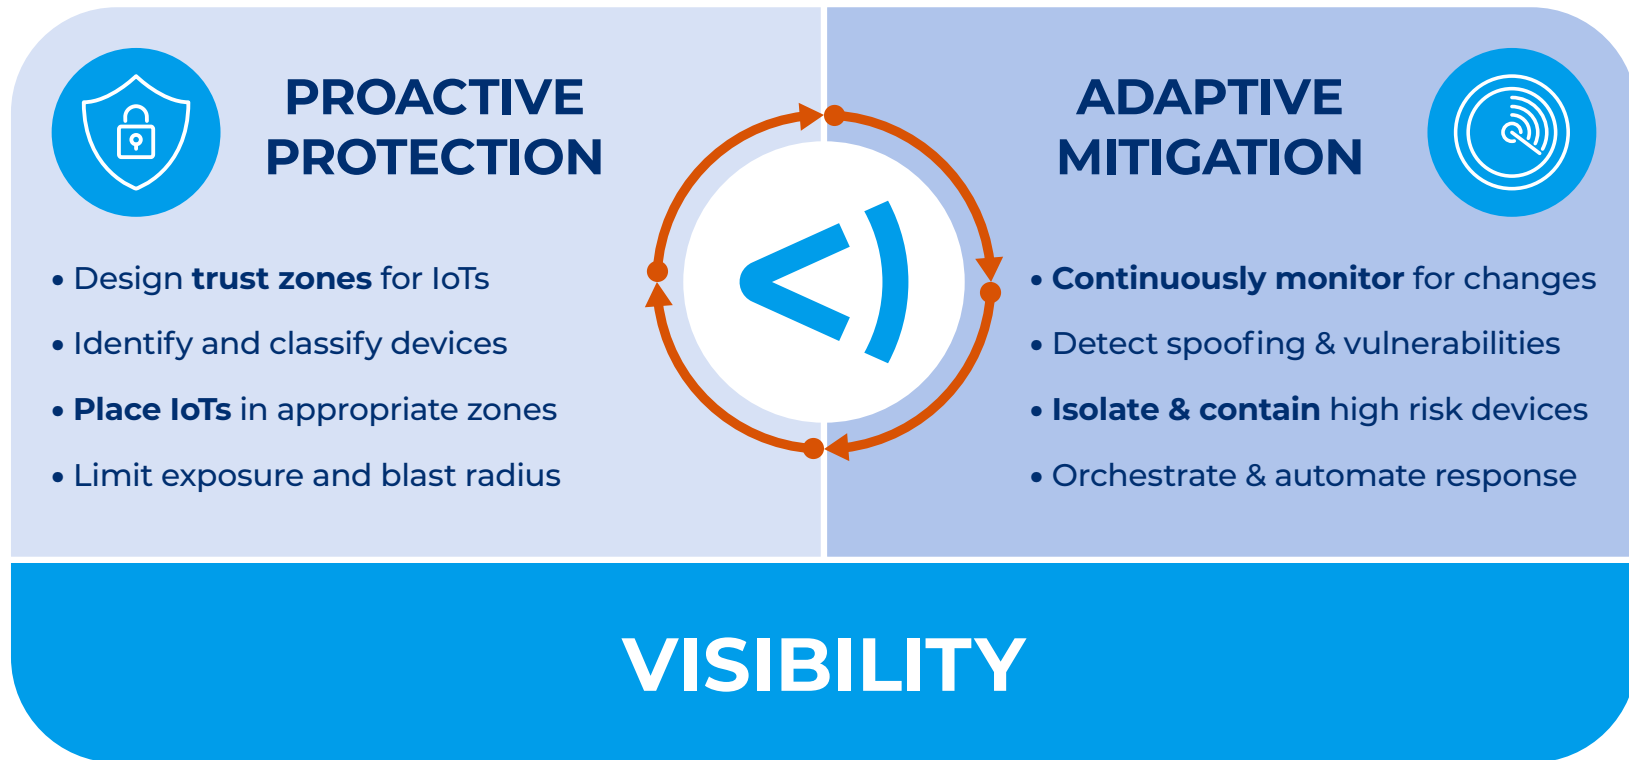 PROACTIVE
PROTECTION
• Design trust zones for IoTs
• Identify and classify devices
• Place IoTs in appropriate zones
• Limit exposure and blast radius
ADAPTIVE
MITIGATION
• Continuously monitor for changes
• Detect spoofing & vulnerabilities
• Isolate & contain high risk devices
• Orchestrate & automate response
VISIBILITY